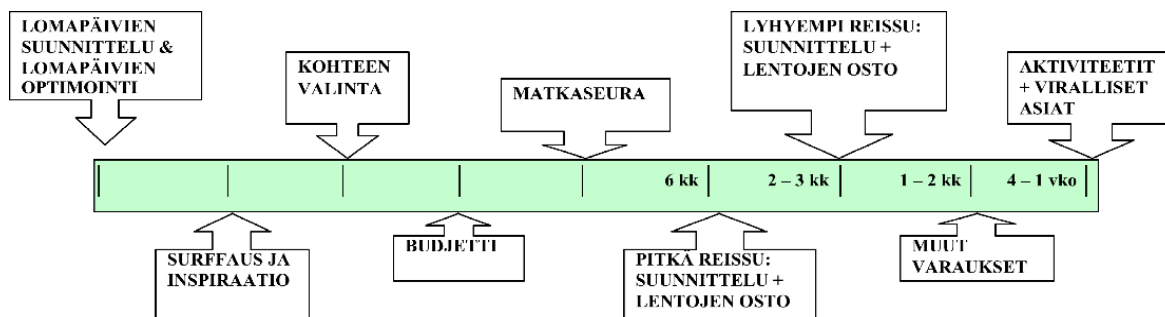 LOMAPÄIVIEN
SUUNNITTELU &
LOMAPÄIVIEN
OPTIMOINTI
KOHTEEN
VALINTA
MATKASEURA
LYHYEMPI REISSU:
SUUNNITTELU +
LENTOJEN OSTO
AKTIVITEETIT
+ VIRALLISET
ASIAT
6 kk
2 – 3 kk
1 – 2 kk
4 – 1 vko
SURFFAUS JA
INSPIRAATIO
BUDJETTI
PITKÄ REISSU:
SUUNNITTELU +
LENTOJEN OSTO
MUUT
VARAUKSET